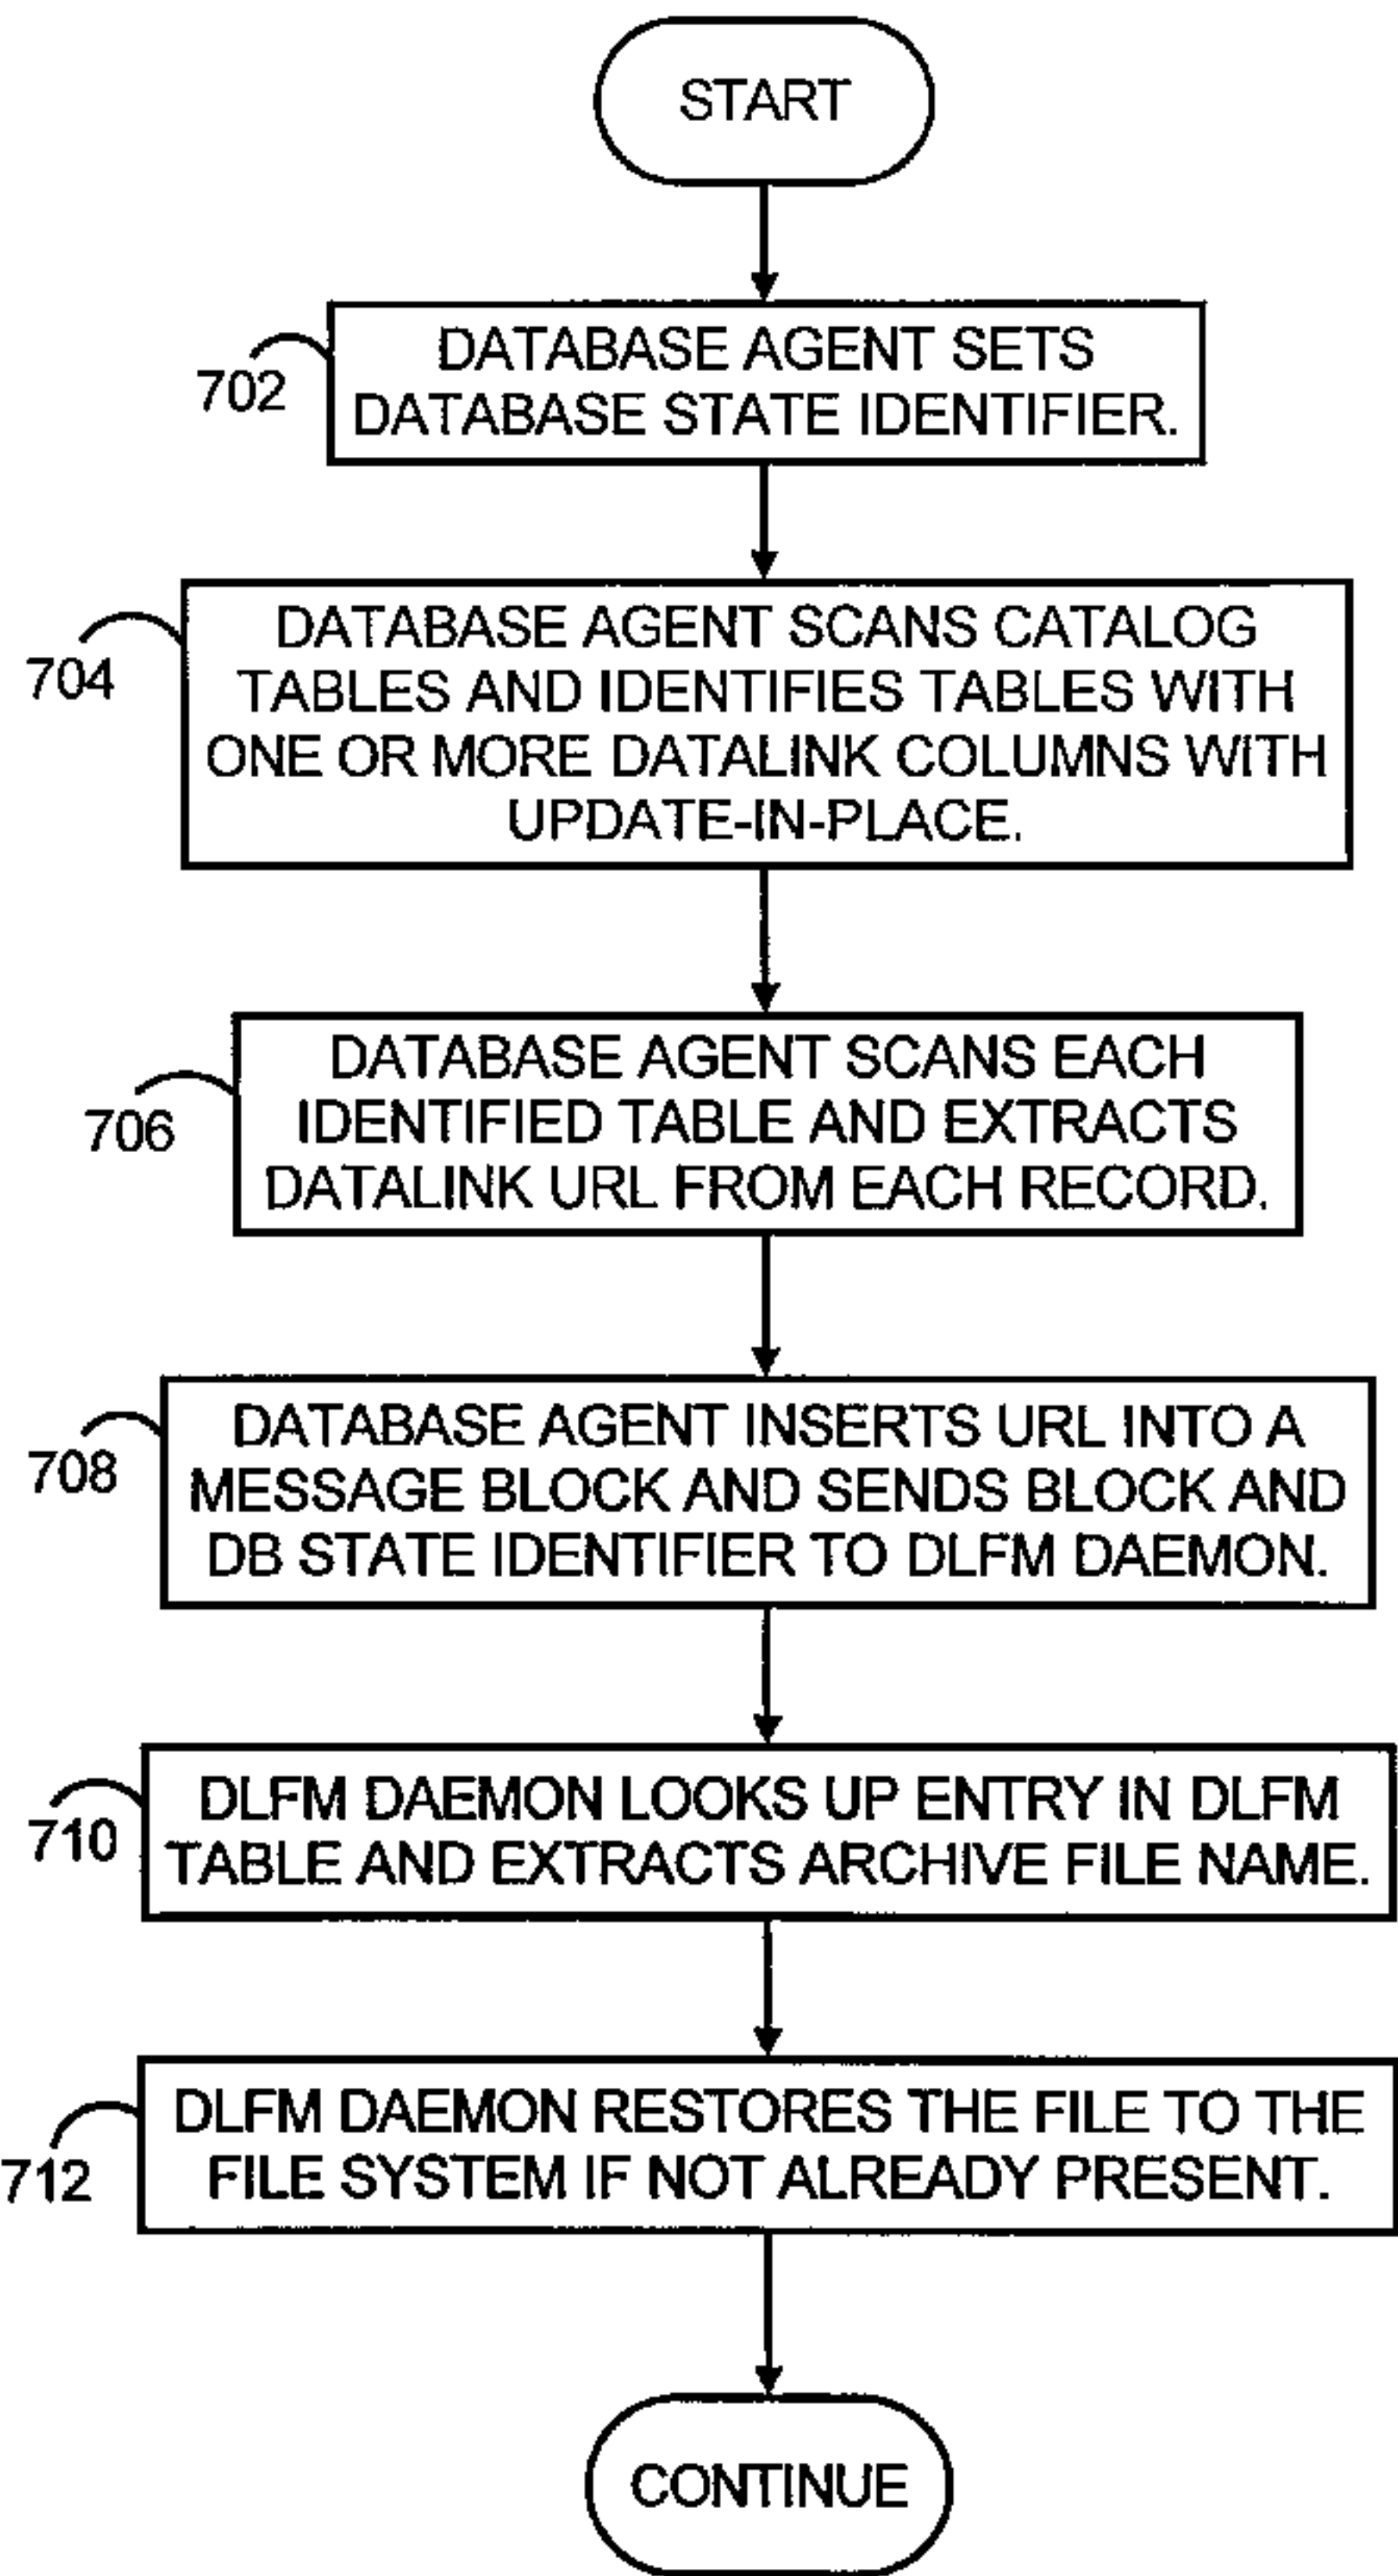 START
702
DATABASE AGENT SETS
DATABASE STATE IDENTIFIER.
704
DATABASE AGENT SCANS CATALOG
TABLES AND IDENTIFIES TABLES WITH
ONE OR MORE DATALINK COLUMNS WITH
UPDATE-IN-PLACE.
706
DATABASE AGENT SCANS EACH
IDENTIFIED TABLE AND EXTRACTS
DATALINK URL FROM EACH RECORD.
708
DATABASE AGENT INSERTS URL INTO A
MESSAGE BLOCK AND SENDS BLOCK AND
DB STATE IDENTIFIER TO DLFM DAEMON.
710
DLFM DAEMON LOOKS UP ENTRY IN DLFM
TABLE AND EXTRACTS ARCHIVE FILE NAME.
712
DLFM DAEMON RESTORES THE FILE TO THE
FILE SYSTEM IF NOT ALREADY PRESENT.
CONTINUE